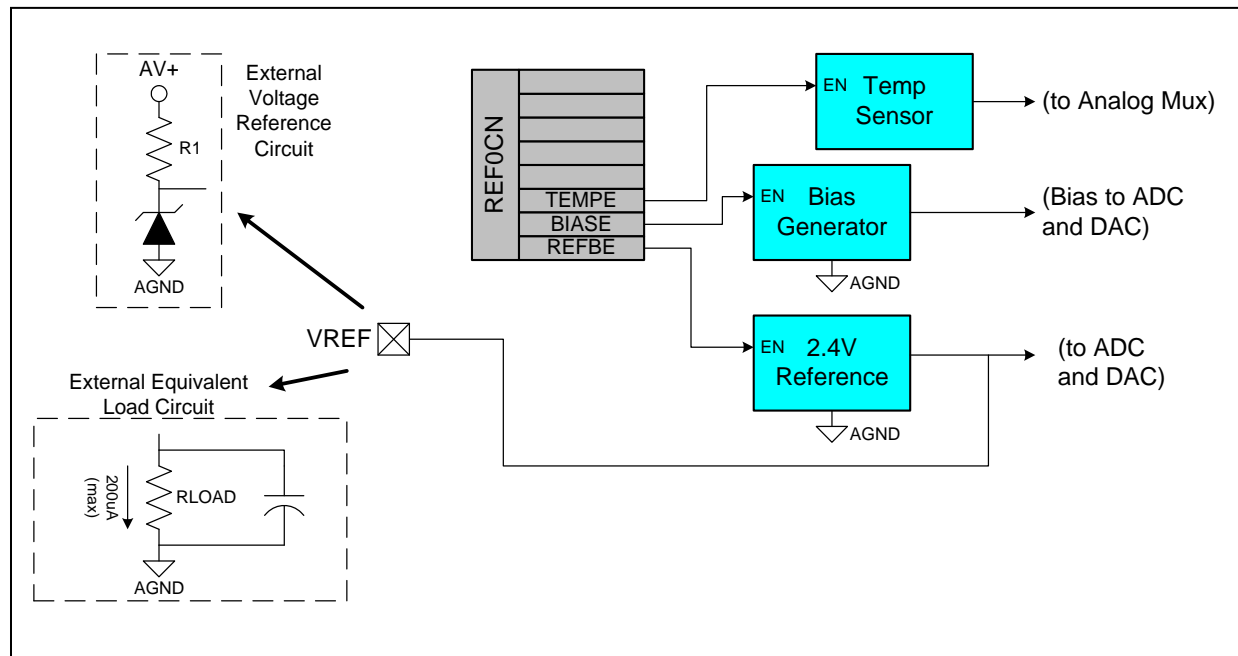 AV+
R1
AGND
External
Voltage
Reference
Circuit
REF0CN
TEMPE
BIASE
REFBE
EN
Temp
Sensor
(to Analog Mux)
EN
Bias
Generator
AGND
(Bias to ADC
and DAC)
VREF
EN
2.4V
Reference
AGND
(to ADC
and DAC)
External Equivalent
Load Circuit
200uA
(max)
RLOAD
AGND